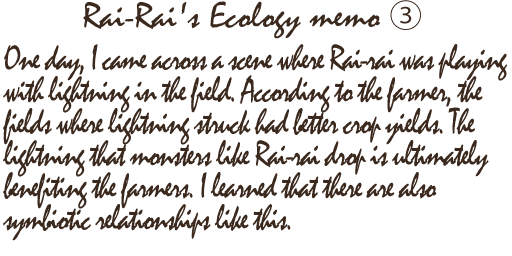 Rai-Rai's Ecology memo ③
One day, I came across a scene where Rai-rai was playing
with lightning in the field. According to the farmer, the
fields where lightning struck had better crop yields. The
lightning that monsters like Rai-rai drop is ultimately
benefiting the farmers. I learned that there are also
symbiotic relationships like this.